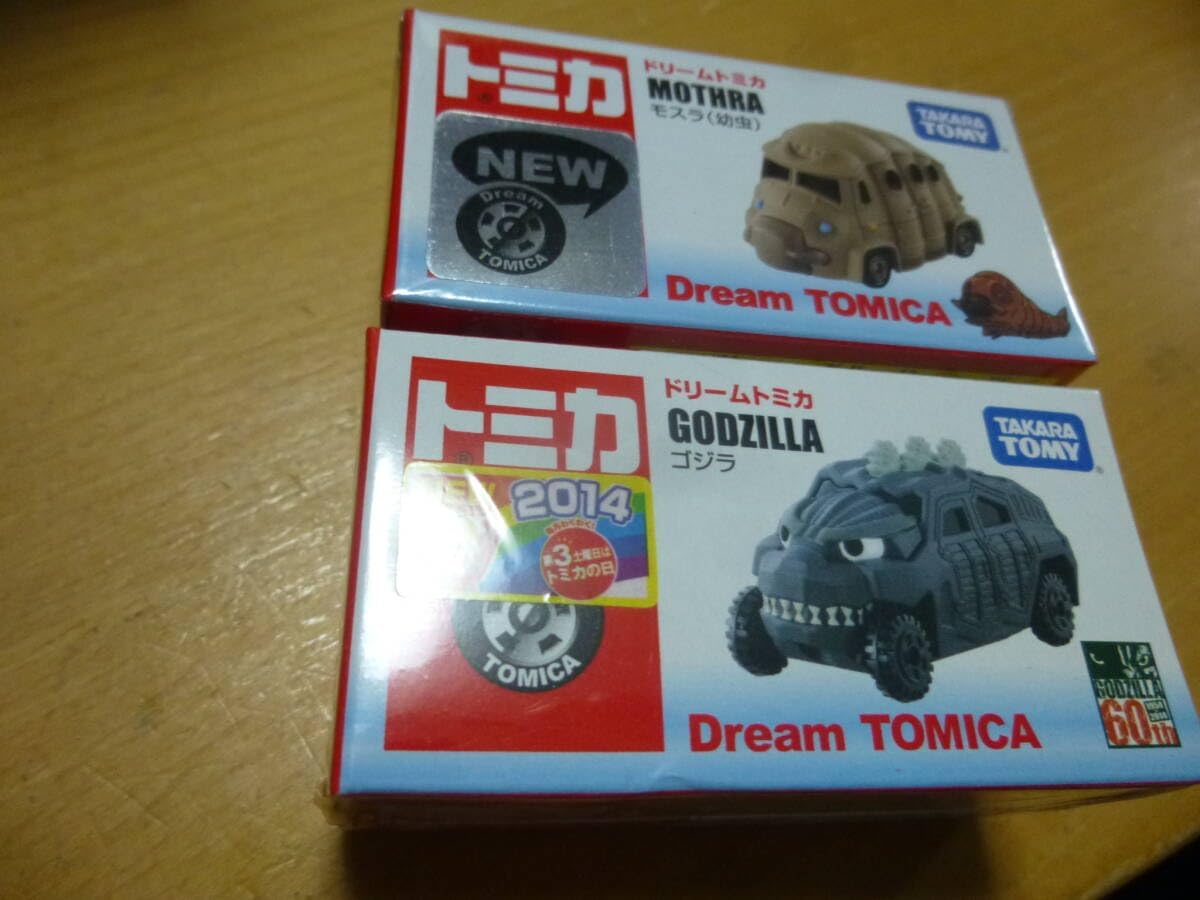 トミカ
®
NEW
Dream
TOMICA
ドリームトミカ
MOTHRA
モスラ(幼虫)
TAKARA
TOMY
®
Dream TOMICA
トミカ
®
2014
第3土曜日は
トミカの日
TOMICA
ドリームトミカ
GODZILLA
ゴジラ
TAKARA
TOMY
®
Dream TOMICA
GODZILLA
1954
2014
60th